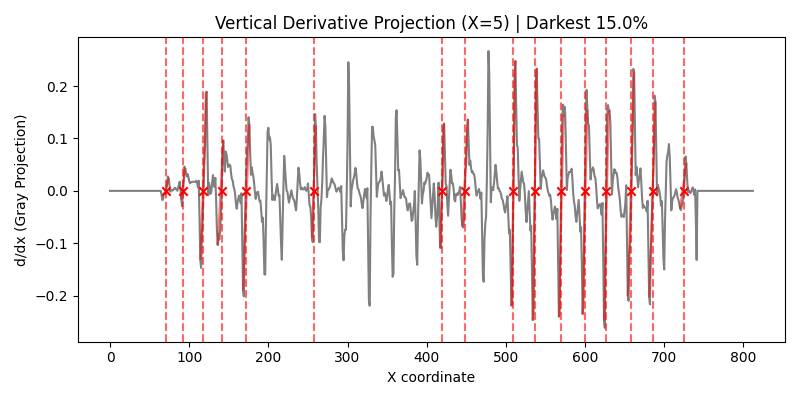 Vertical Derivative Projection (X=5) | Darkest 15.0%
d/dx (Gray Projection)
0.2
0.1
0.0
−0.1
−0.2
0 100 200 300 400 500 600 700 800
X coordinate